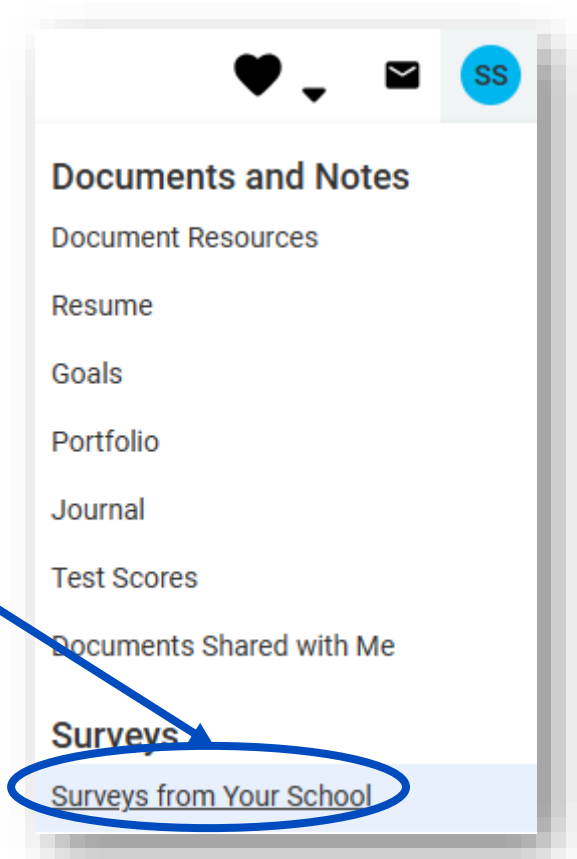 SS
Documents and Notes
Document Resources
Resume
Goals
Portfolio
Journal
Test Scores
Documents Shared with Me
Surveys
Surveys from Your School